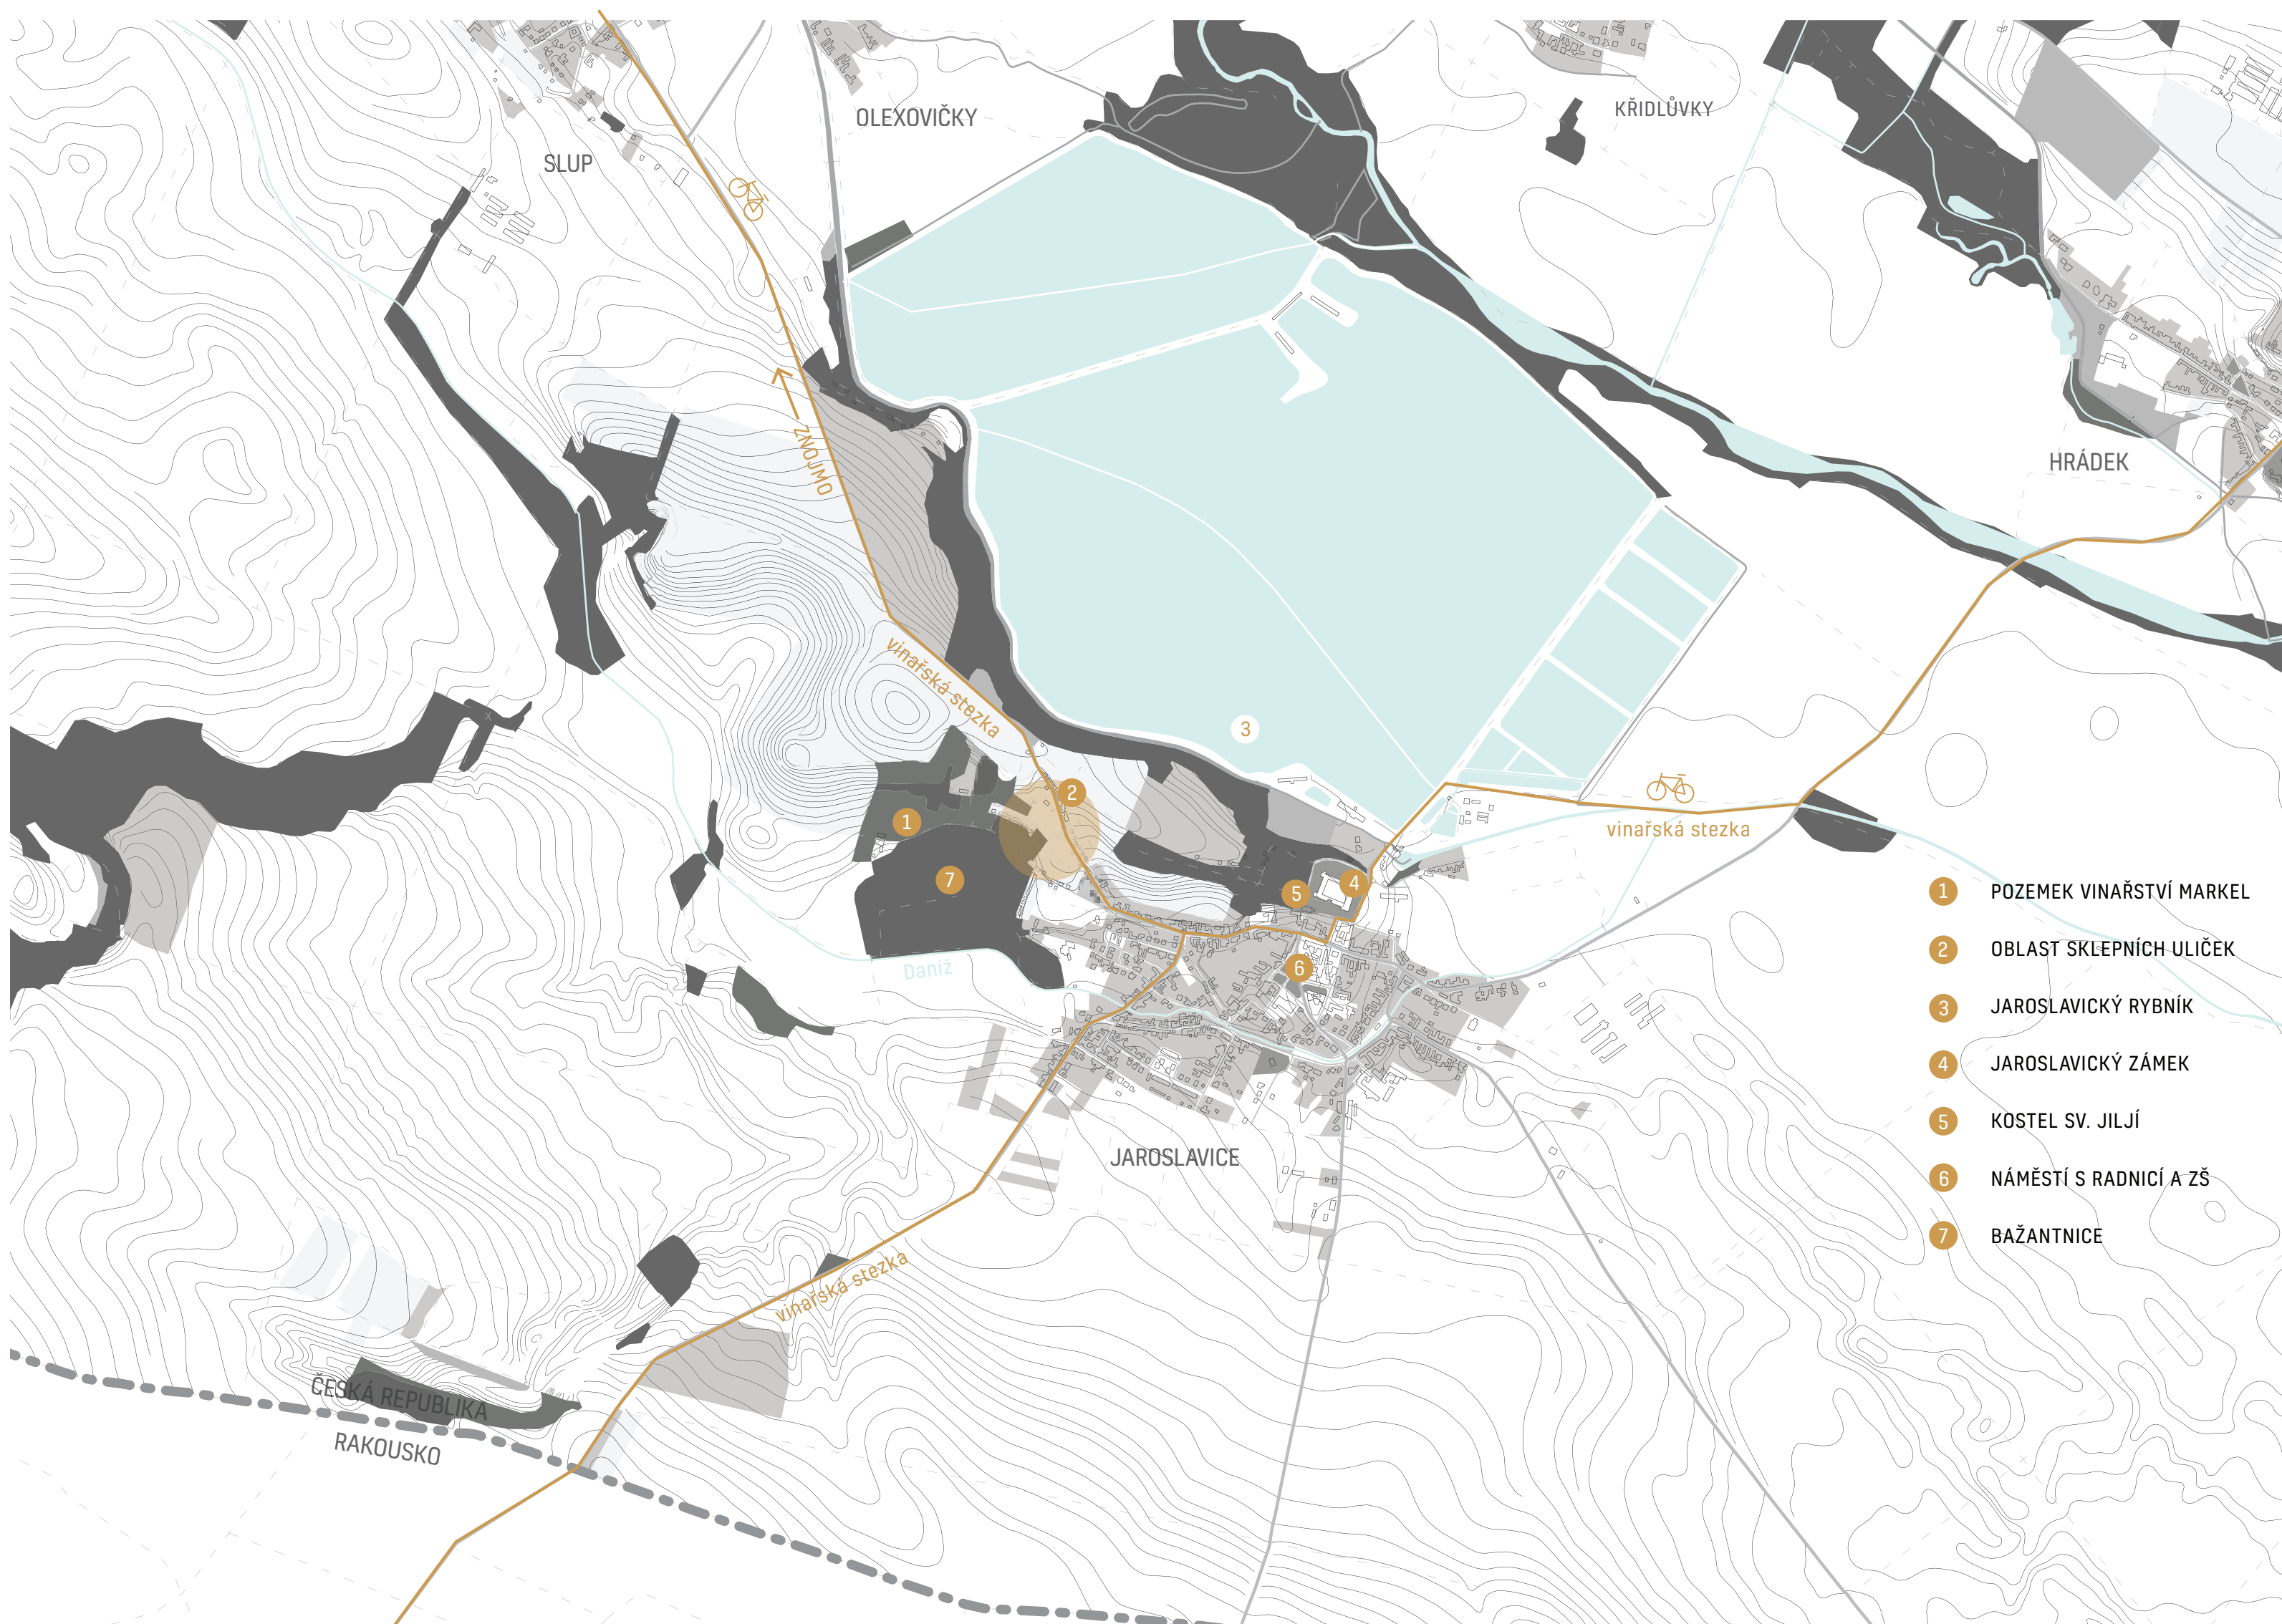 OLEXOVIČKY
KŘIDLŮVKY
SLUP
HRÁDEK
ZNOJMO
vinařská stezka
3
2
1
7
vinařská stezka
5
4
6
Daníž
JAROSLAVICE
vinařská stezka
ČESKÁ REPUBLIKA
RAKOUSKO
1 POZEMEK VINAŘSTVÍ MARKEL
2 OBLAST SKLEPNÍCH ULIČEK
3 JAROSLAVICKÝ RYBNÍK
4 JAROSLAVICKÝ ZÁMEK
5 KOSTEL SV. JILJÍ
6 NÁMĚSTÍ S RADNICÍ A ZŠ
7 BAŽANTNICE